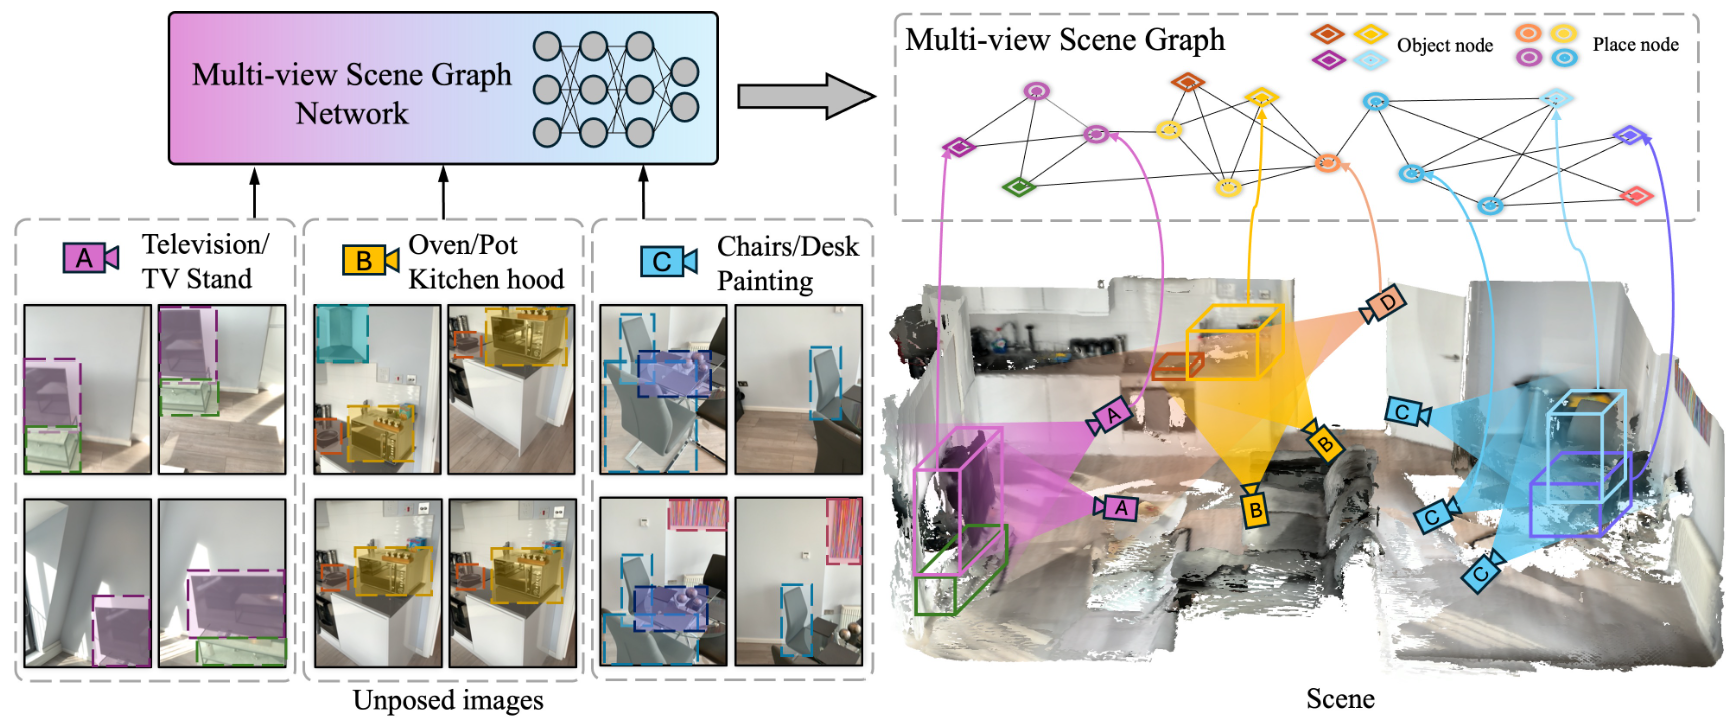 Multi-view Scene Graph
Network
Multi-view Scene Graph
Object node
Place node
A
Television/
TV Stand
B
Oven/Pot
Kitchen hood
C
Chairs/Desk
Painting
D
A
A
B
B
C
C
C
Unposed images
Scene